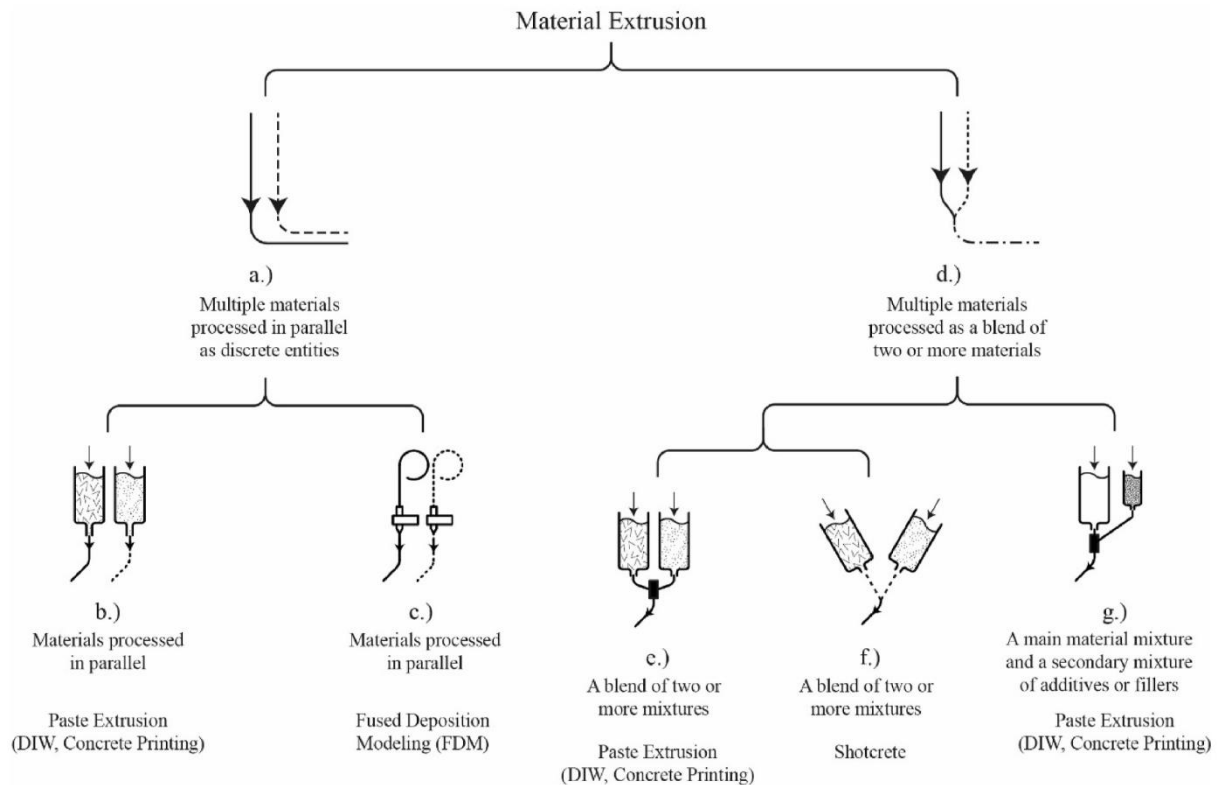 Material Extrusion
a.)
Multiple materials
processed in parallel
as discrete entities
d.)
Multiple materials
processed as a blend of
two or more materials
b.)
Materials processed
in parallel
Paste Extrusion
(DIW, Concrete Printing)
c.)
Materials processed
in parallel
Fused Deposition
Modeling (FDM)
e.)
A blend of two or
more mixtures
Paste Extrusion
(DIW, Concrete Printing)
f.)
A blend of two or
more mixtures
Shotcrete
g.)
A main material mixture
and a secondary mixture
of additives or fillers
Paste Extrusion
(DIW, Concrete Printing)